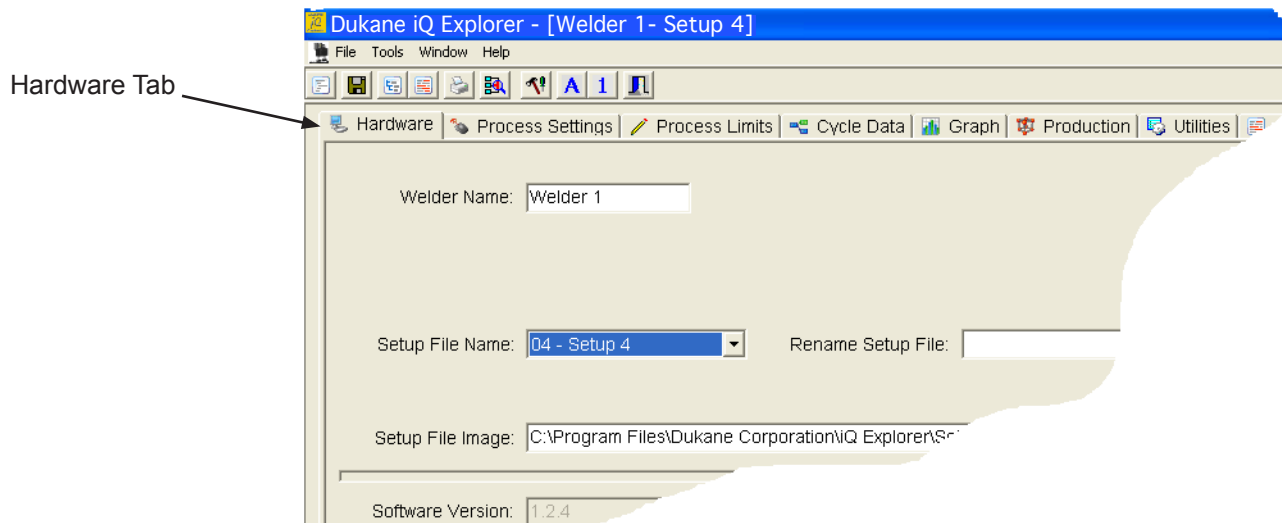 Dukane iQ Explorer - [Welder 1- Setup 4]
File Tools Window Help
A 1
Hardware Tab
Hardware Process Settings Process Limits Cycle Data Graph Production Utilities
Welder Name: Welder 1
Setup File Name: 04 - Setup 4 Rename Setup File:
Setup File Image: C:\Program Files\Dukane Corporation\iQ Explorer\
Software Version: 1.2.4